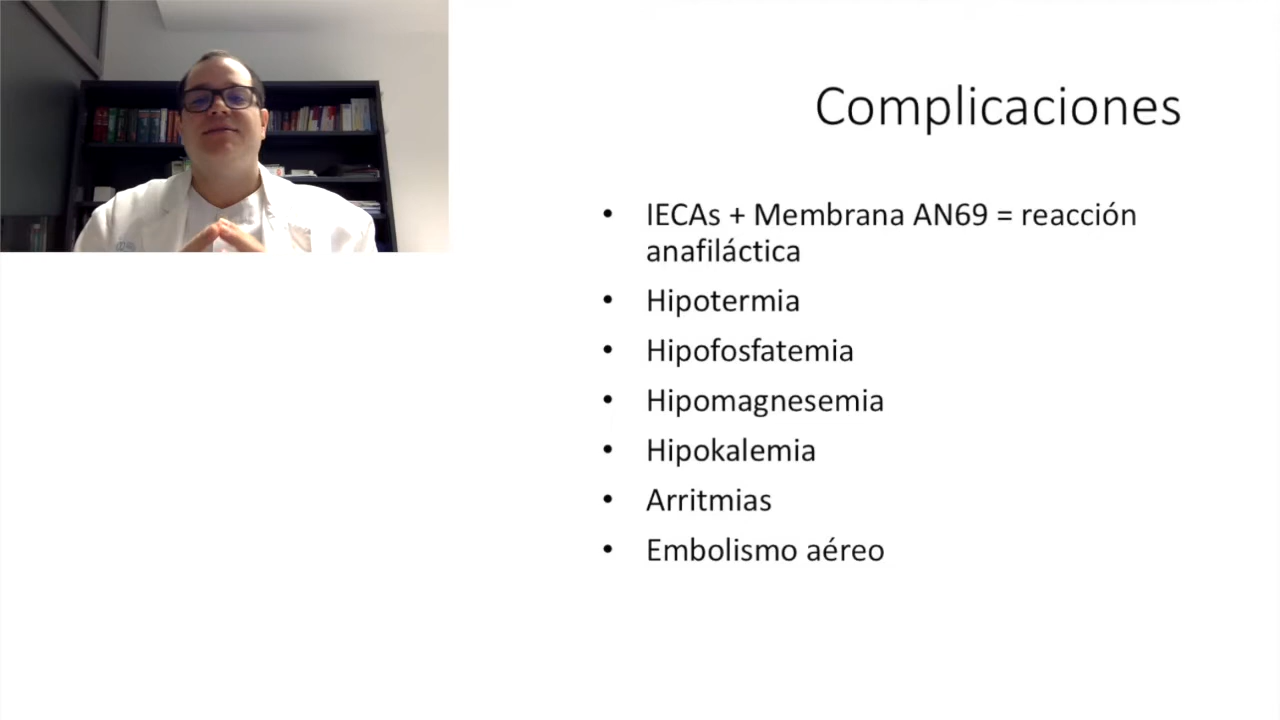 Complicaciones
• IECAs + Membrana AN69 = reacción
anafiláctica
• Hipotermia
• Hipofosfatemia
• Hipomagnesemia
• Hipokalemia
• Arritmias
• Embolismo aéreo